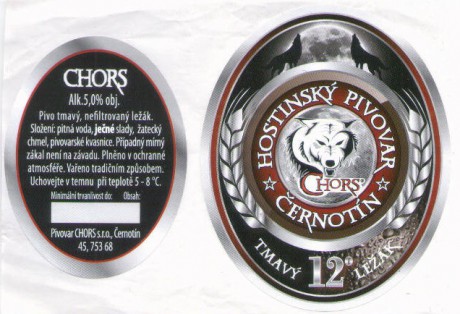 CHORS
Alk.5,0% obj.
Pivo tmavý, nefiltrovaný ležák.
Složení: pitná voda, ječné slady, žatecký
chmel, pivovarské kvasnice. Případný mírný
zákal není na závadu. Plněno v ochranné
atmosféře. Vařeno tradičním způsobem.
Uchovejte v temnu při teplotě 5 - 8 °C.
Minimální trvanlivost do: Obsah:
Pivovar CHORS s.r.o., Černotín
45, 753 68
HOSTINSKÝ PIVOVAR
CHORS
ČERNOTÍN
TMAVÝ 12° LEŽÁK